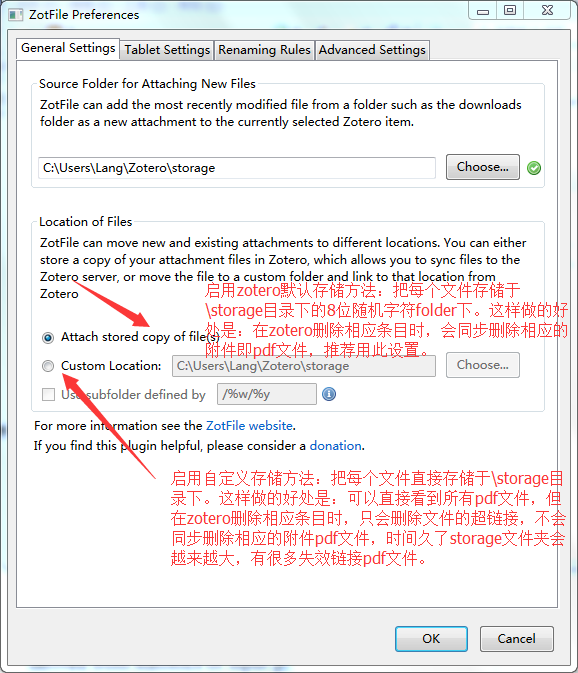 ZotFile Preferences
General Settings
Tablet Settings
Renaming Rules
Advanced Settings
Source Folder for Attaching New Files
ZotFile can add the most recently modified file from a folder such as the downloads
folder as a new attachment to the currently selected Zotero item.
C:\Users\Lang\Zotero\storage
Choose...
Location of Files
ZotFile can move new and existing attachments to different locations. You can either
store a copy of your attachment files in Zotero, which allows you to sync files to the
Zotero server, or move the file to a custom folder and link to that location from
Zotero
启用zotero默认存储方法：把每个文件存储于
\storage目录下的8位随机字符folder下。这样做的好
处是：在zotero删除相应条目时，会同步删除相应的
附件即pdf文件，推荐用此设置。
Attach stored copy of file(s)
Custom Location:
C:\Users\Lang\Zotero\storage
Choose...
Use subfolder defined by
/%w/%y
For more information see the ZotFile website.
If you find this plugin helpful, please consider a donation.
启用自定义存储方法：把每个文件直接存储于\storage目
录下。这样做的好处是：可以直接看到所有pdf文件，但
在zotero删除相应条目时，只会删除文件的超链接，不会
同步删除相应的附件pdf文件，时间久了storage文件夹会
越来越大，有很多失效链接pdf文件。
OK
Cancel